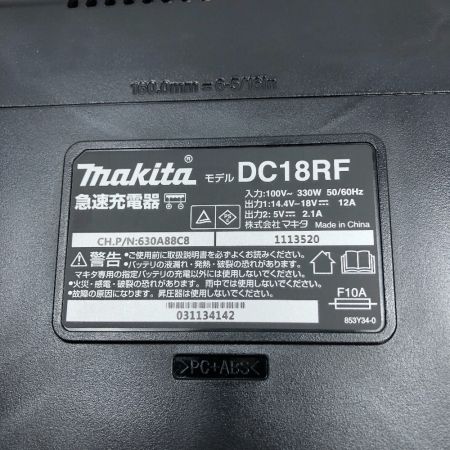 160.0mm = 6-5/16in
makita® モデル DC18RF
急速充電器
入力:100V~ 330W 50/60Hz
出力1:14.4V⎓18V⎓ 12A
出力2: 5V⎓ 2.1A
株式会社マキタ Made in China
CH.P/N:630A88C8 1113520
⚠警告 •ご使用前に取扱説明書を必ずよくお読みください。
•バッテリの液漏れ・発熱・破裂の恐れがあります。
マキタ専用の指定バッテリの充電以外には使用しないでください。
•火災・感電・破裂の恐れあり。雨中では使用しないでください。
•故障の原因になります。昇圧器は使用しないでください。
F10A
031134142
853Y34-0
>PC+ABS<